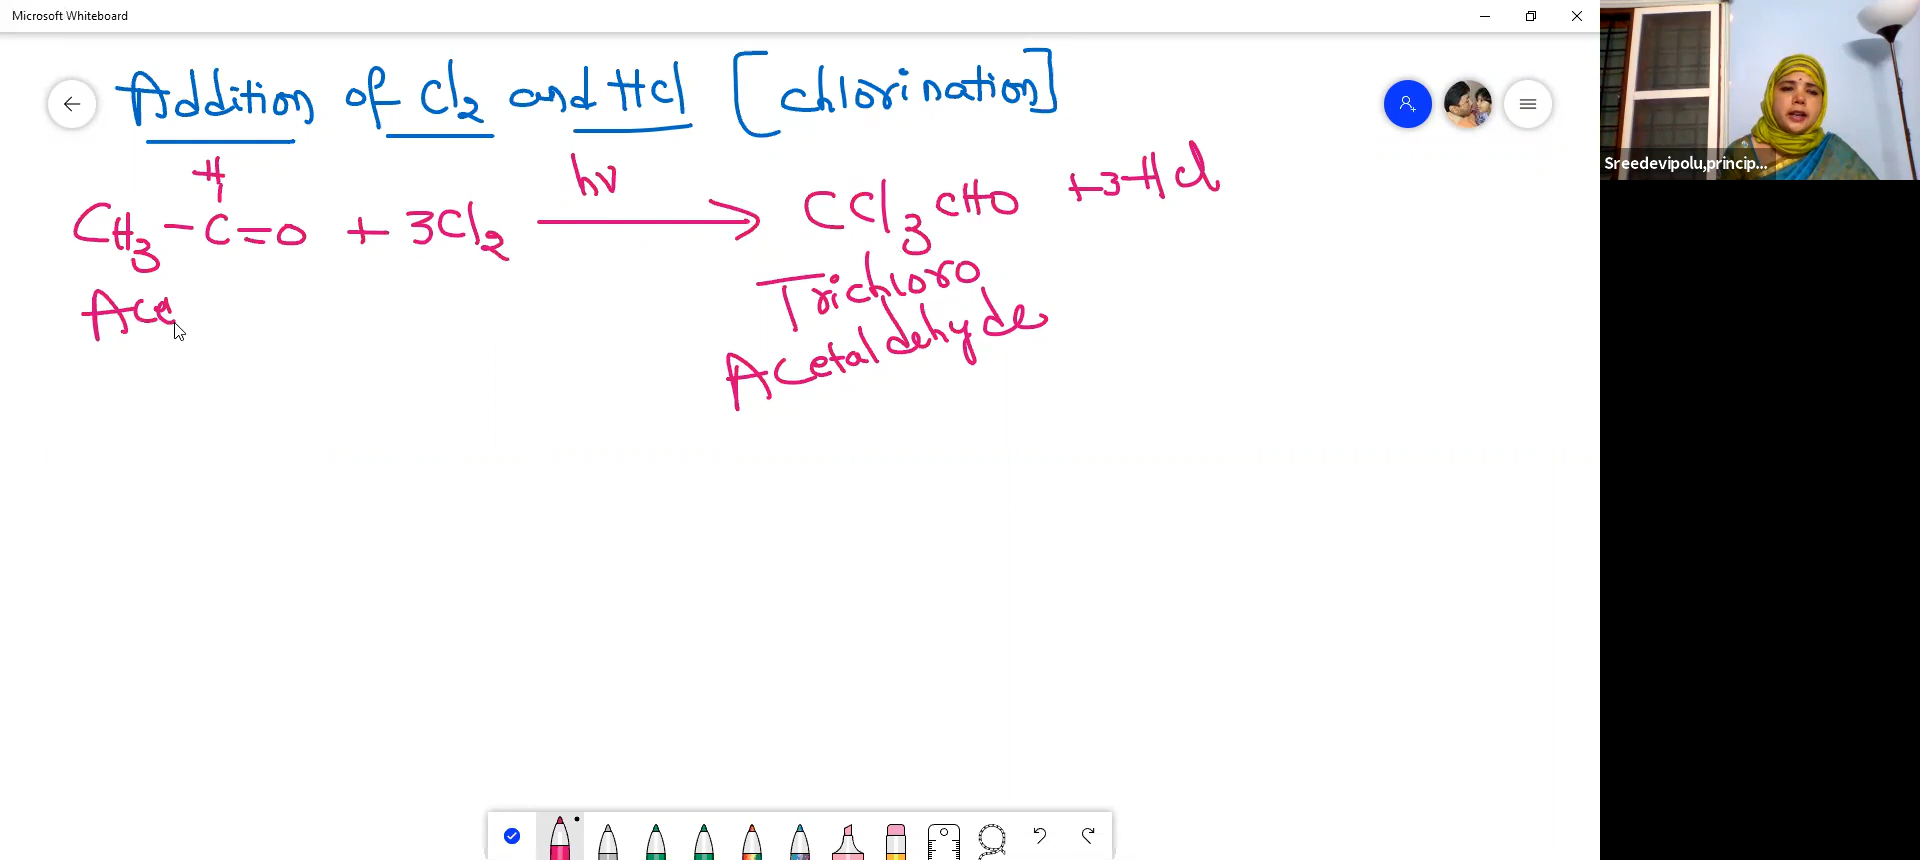 Microsoft Whiteboard
Addition of Cl2 and HCl [chlorination]
H
CH3-C=O + 3Cl2 hν CCl3CHO +3HCl
Trichloro
Acetaldehyde
Ace
Sreedevipolu,princip...